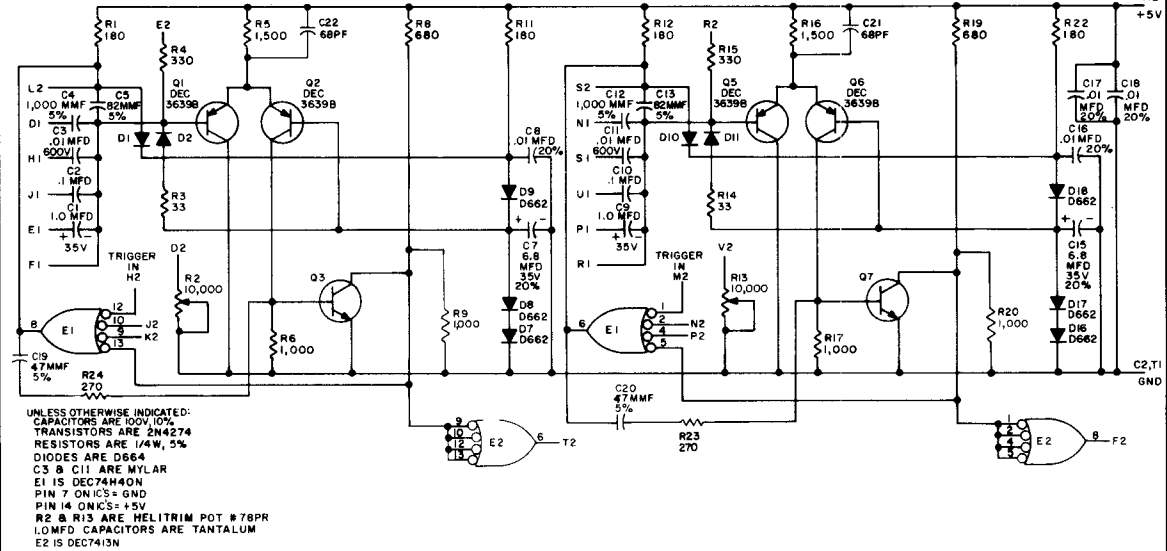 +5V
R1
180
E2
R4
330
R5
1,500
C22
68PF
R8
680
R11
180
R12
180
R2
R15
330
R16
1,500
C21
68PF
R19
680
R22
180
L2
C4
1,000 MMF
5%
C5
82MMF
5%
Q1
DEC
3639B
Q2
DEC
3639B
D1
C3
.01 MFD
600V
D1
D2
C8
.01 MFD
20%
H1
C2
.1 MFD
J1
R3
33
D9
D662
C1
1.0 MFD
E1
+ -
35V
F1
+ -
C7
6.8
MFD
35V
20%
S2
C12
1,000 MMF
5%
C13
82MMF
5%
Q5
DEC
3639B
Q6
DEC
3639B
N1
C11
.01 MFD
600V
D10
D11
C17
.01
MFD
20%
C18
.01
MFD
20%
C16
.01 MFD
20%
S1
C10
.1 MFD
U1
R14
33
D18
D662
C9
1.0 MFD
P1
+ -
35V
R1
+ -
C15
6.8
MFD
35V
20%
TRIGGER
IN
H2
D2
R2
10,000
Q3
R9
1,000
D8
D662
D7
D662
12
10 J2
9 K2
13
E1
8
R6
1,000
C19
47MMF
5%
R24
270
TRIGGER
IN
M2
V2
R13
10,000
Q7
R20
1,000
D17
D662
D16
D662
1
2 N2
4 P2
5
E1
6
R17
1,000
C20
47MMF
5%
R23
270
C2,T1
GND
9
10
12
13
E2
6
T2
1
2
4
5
E2
8
F2
UNLESS OTHERWISE INDICATED:
CAPACITORS ARE 100V, 10%
TRANSISTORS ARE 2N4274
RESISTORS ARE 1/4W, 5%
DIODES ARE D664
C3 & C11 ARE MYLAR
E1 IS DEC74H40N
PIN 7 ON IC'S = GND
PIN 14 ON IC'S = +5V
R2 & R13 ARE HELITRIM POT #78PR
1.0MFD CAPACITORS ARE TANTALUM
E2 IS DEC7413N